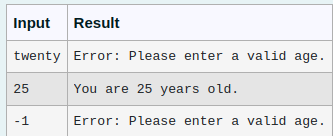 Input Result
twenty Error: Please enter a valid age.
25 You are 25 years old.
-1 Error: Please enter a valid age.